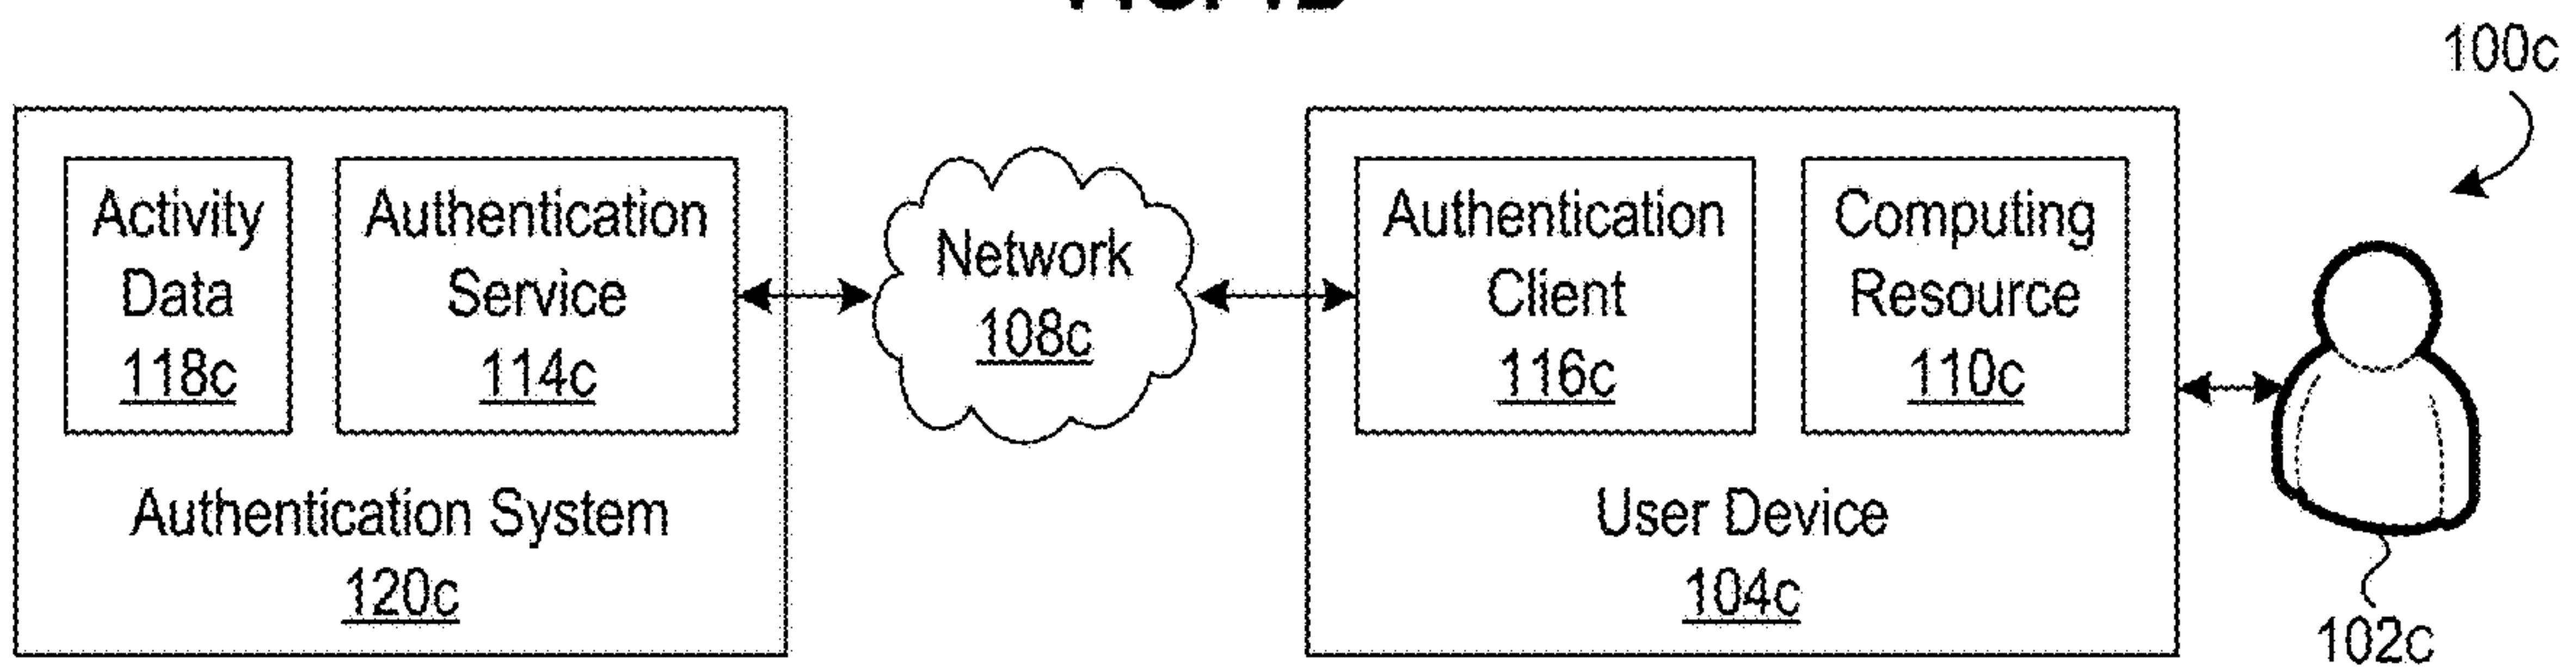 100c
Activity
Data
118c
Authentication
Service
114c
Authentication System
120c
Network
108c
Authentication
Client
116c
Computing
Resource
110c
User Device
104c
102c